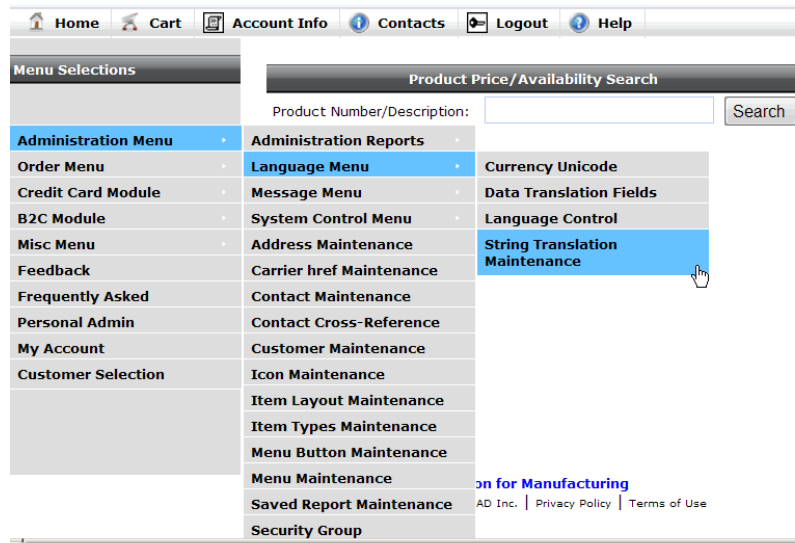 Home Cart Account Info Contacts Logout Help
Menu Selections
Product Price/Availability Search
Product Number/Description: Search
Administration Menu
Order Menu
Credit Card Module
B2C Module
Misc Menu
Feedback
Frequently Asked
Personal Admin
My Account
Customer Selection
Administration Reports
Language Menu
Message Menu
System Control Menu
Address Maintenance
Carrier href Maintenance
Contact Maintenance
Contact Cross-Reference
Customer Maintenance
Icon Maintenance
Item Layout Maintenance
Item Types Maintenance
Menu Button Maintenance
Menu Maintenance
Saved Report Maintenance
Security Group
Currency Unicode
Data Translation Fields
Language Control
String Translation
Maintenance
on for Manufacturing
AD Inc. | Privacy Policy | Terms of Use